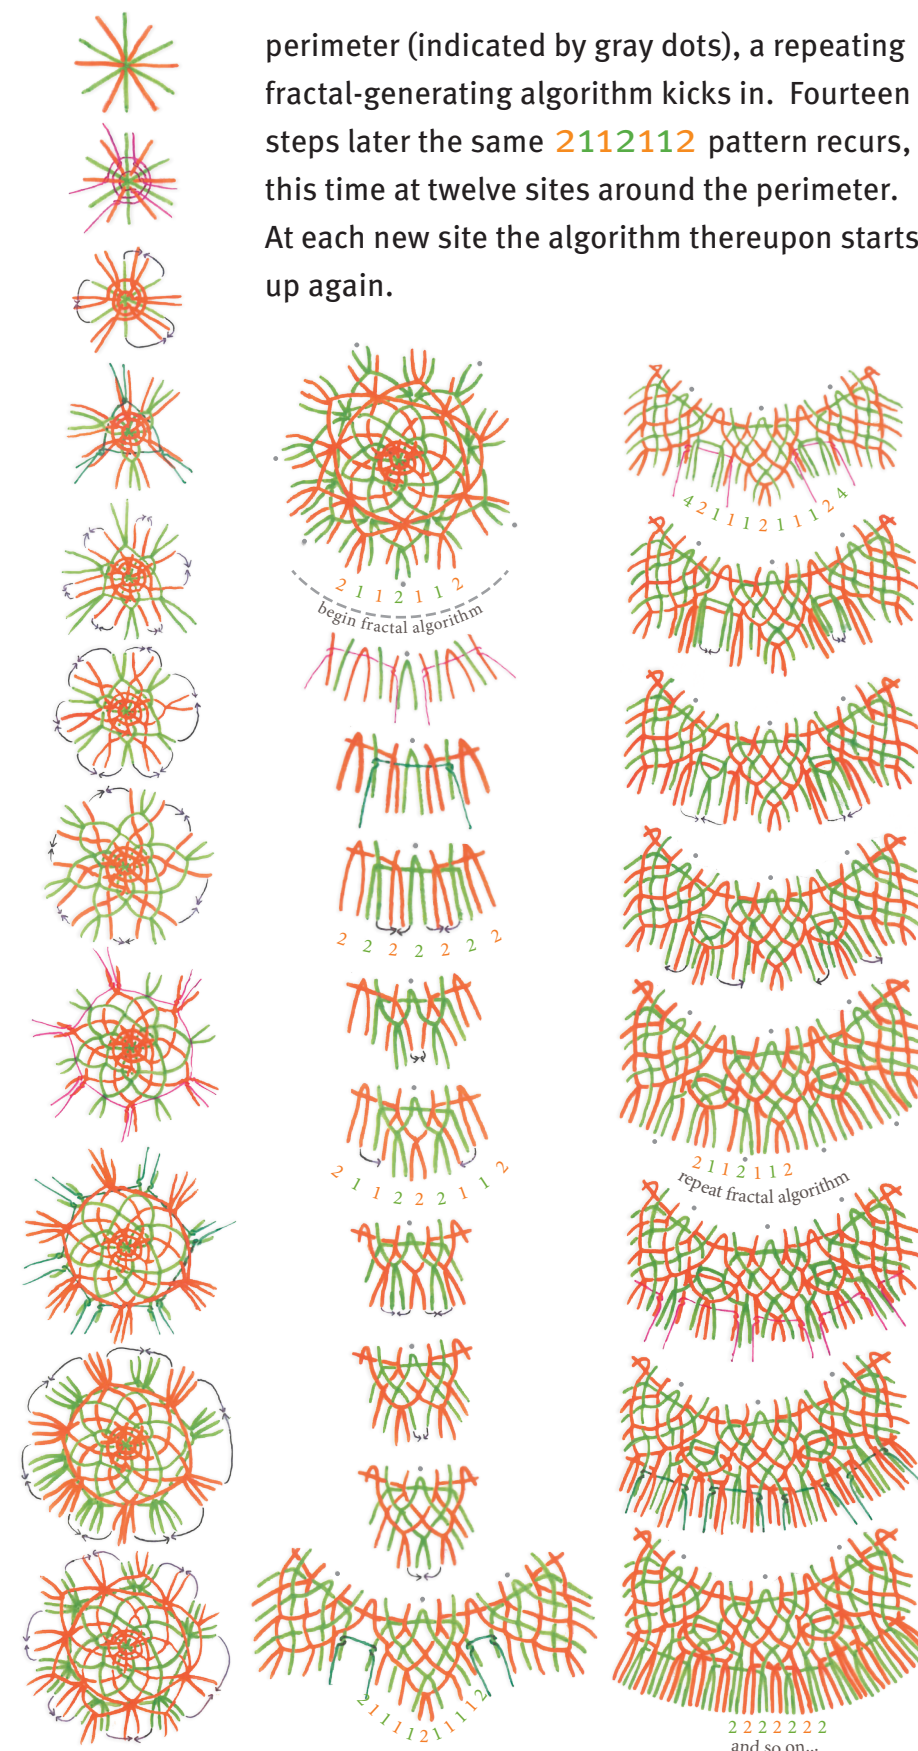 perimeter (indicated by gray dots), a repeating
fractal-generating algorithm kicks in. Fourteen
steps later the same 2112112 pattern recurs,
this time at twelve sites around the perimeter.
At each new site the algorithm thereupon starts
up again.
2 1 1 2 1 1 2
begin fractal algorithm
2 2 2 2 2 2 2
2 1 1 2 2 2 1 1 2
2 1 1 1 1 2 1 1 1 1 2
4 2 1 1 1 1 2 1 1 1 1 2 4
2 1 1 2 1 1 2
repeat fractal algorithm
2 2 2 2 2 2 2
and so on...